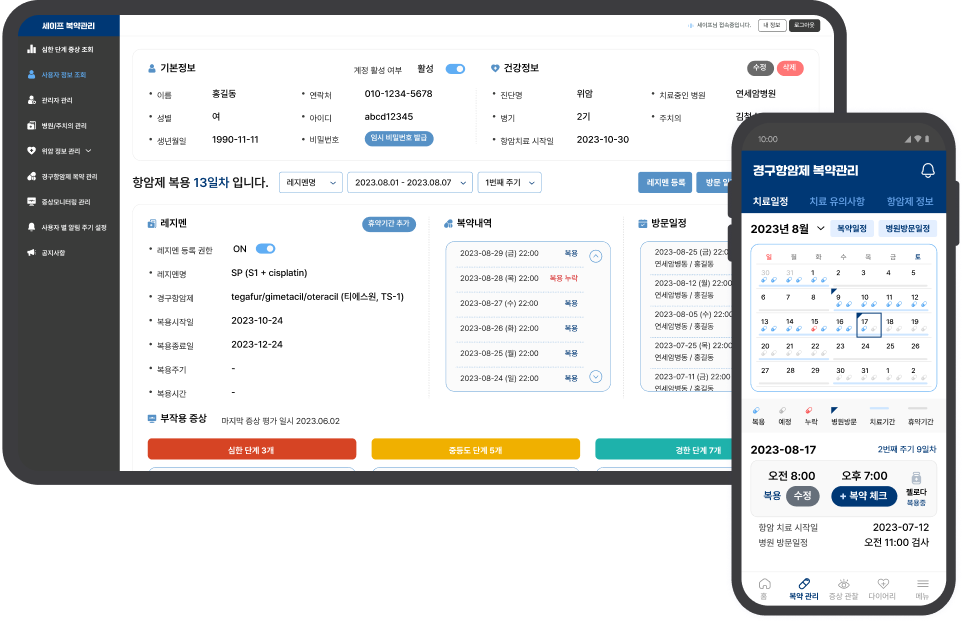 세이프 복약관리
세이프님 접속중입니다. 내 정보 로그아웃
심한 단계 증상 조회
사용자 정보 조회
관리자 관리
병원/주치의 관리
위암 정보 관리
경구항암제 복약 관리
증상모니터링 관리
사용자 별 알림 주기 설정
공지사항
기본정보
계정 활성 여부 활성
• 이름 홍길동
• 연락처 010-1234-5678
• 성별 여
• 아이디 abcd12345
• 생년월일 1990-11-11
• 비밀번호 임시 비밀번호 발급
건강정보
수정 삭제
• 진단명 위암
• 치료중인 병원 연세암병원
• 병기 2기
• 주치의
• 항암치료 시작일 2023-10-30
항암제 복용 13일차 입니다.
레지멘명
2023.08.01 - 2023.08.07
1번째 주기
레지멘 등록
방문
레지멘
휴약기간 추가
• 레지멘 등록 권한 ON
• 레지멘명 SP (S1 + cisplatin)
• 경구항암제 tegafur/gimetacil/oteracil (티에스원, TS-1)
• 복용시작일 2023-10-24
• 복용종료일 2023-12-24
• 복용주기 -
• 복용시간 -
복약내역
2023-08-29 (금) 22:00 복용
2023-08-28 (목) 22:00 복용 누락
2023-08-27 (수) 22:00 복용
2023-08-26 (화) 22:00 복용
2023-08-25 (월) 22:00 복용
2023-08-24 (일) 22:00 복용
방문일정
2023-08-25 (금) 22:00
연세암병동 / 홍길동
2023-08-12 (월) 22:00
연세암병동 / 홍길동
2023-08-05 (수) 22:00
연세암병동 / 홍길동
2023-07-25 (목) 22:00
연세암병동 / 홍길동
2023-07-11 (금) 22:00
연세암병동 / 홍길동
부작용 증상 마지막 증상 평가 일시 2023.06.02
심한 단계 3개
중등도 단계 5개
경한 단계 7개
10:00
경구항암제 복약관리
치료일정 치료 유의사항 항암제 정보
2023년 8월 복약일정 병원방문일정
일 월 화 수 목 금 토
30 31 1 2 3 4 5
6 7 8 9 10 11 12
13 14 15 16 17 18 19
20 21 22 23 24 25 26
27 28 29 30 31 1 2
복용 예정 누락 병원방문 치료기간 휴약기간
2023-08-17 2번째 주기 9일차
오전 8:00 오후 7:00
복용 수정 + 복약 체크
젤로다
복용중
항암 치료 시작일 2023-07-12
병원 방문일정 오전 11:00 검사
홈 복약 관리 증상 관찰 다이어리 메뉴